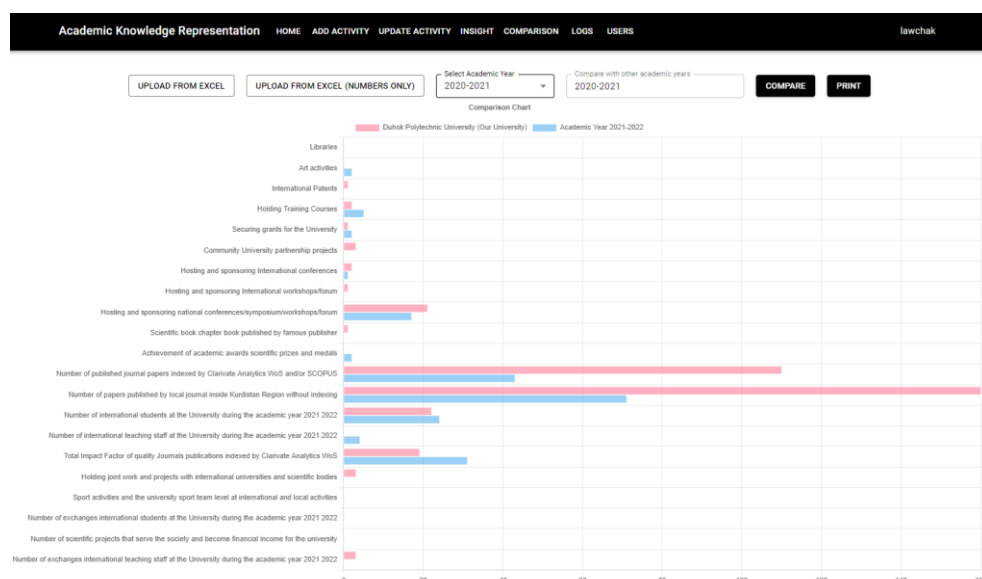 Academic Knowledge Representation HOME ADD ACTIVITY UPDATE ACTIVITY INSIGHT COMPARISON LOGS USERS lawchak
Select Academic Year Compare with other academic years
UPLOAD FROM EXCEL UPLOAD FROM EXCEL (NUMBERS ONLY) 2020-2021 2020-2021 COMPARE PRINT
Comparison Chart
Duhok Polytechnic University (Our University) Academic Year 2021-2022
Libraries
Art activities
International Patents
Holding Training Courses
Securing grants for the University
Community University partnership projects
Hosting and sponsoring International conferences
Hosting and sponsoring International workshops/forum
Hosting and sponsoring national conferences/symposium/workshops/forum
Scientific book chapter book published by famous publisher
Achievement of academic awards scientific prizes and medals
Number of published journal papers indexed by Clarivate Analytics WoS and/or SCOPUS
Number of papers published by local journal inside Kurdistan Region without indexing
Number of international students at the University during the academic year 2021 2022
Number of international teaching staff at the University during the academic year 2021 2022
Total Impact Factor of quality Journals publications indexed by Clarivate Analytics WoS
Holding joint work and projects with international universities and scientific bodies
Sport activities and the university sport team level at international and local activities
Number of exchanges international students at the University during the academic year 2021 2022
Number of scientific projects that serve the society and become financial income for the university
Number of exchanges international teaching staff at the University during the academic year 2021 2022